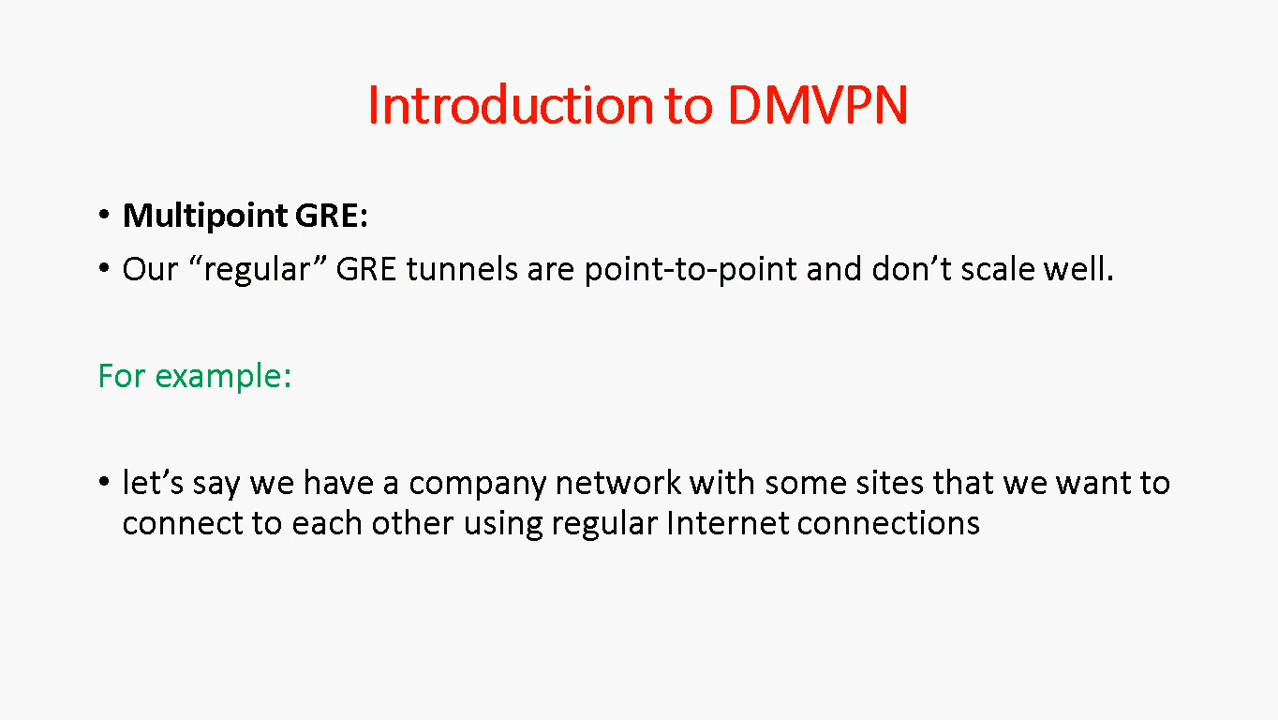 Introduction to DMVPN
• Multipoint GRE:
• Our “regular” GRE tunnels are point-to-point and don’t scale well.
For example:
• let’s say we have a company network with some sites that we want to
connect to each other using regular Internet connections